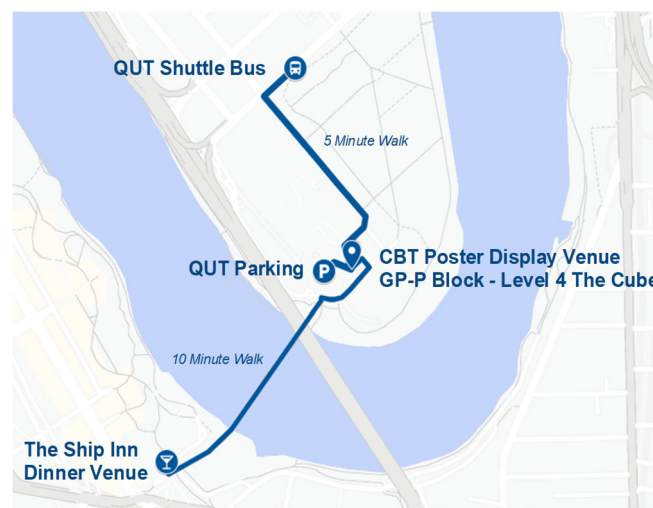 QUT Shuttle Bus
5 Minute Walk
CBT Poster Display Venue
QUT Parking
P
GP-P Block - Level 4 The Cube
10 Minute Walk
The Ship Inn
Dinner Venue